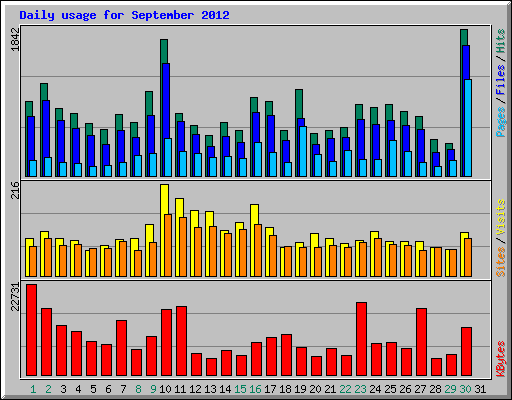 Daily usage for September 2012
1842
Pages / Files / Hits
216
Sites / Visits
22731
KBytes
1 2 3 4 5 6 7 8 9 10 11 12 13 14 15 16 17 18 19 20 21 22 23 24 25 26 27 28 29 30 31